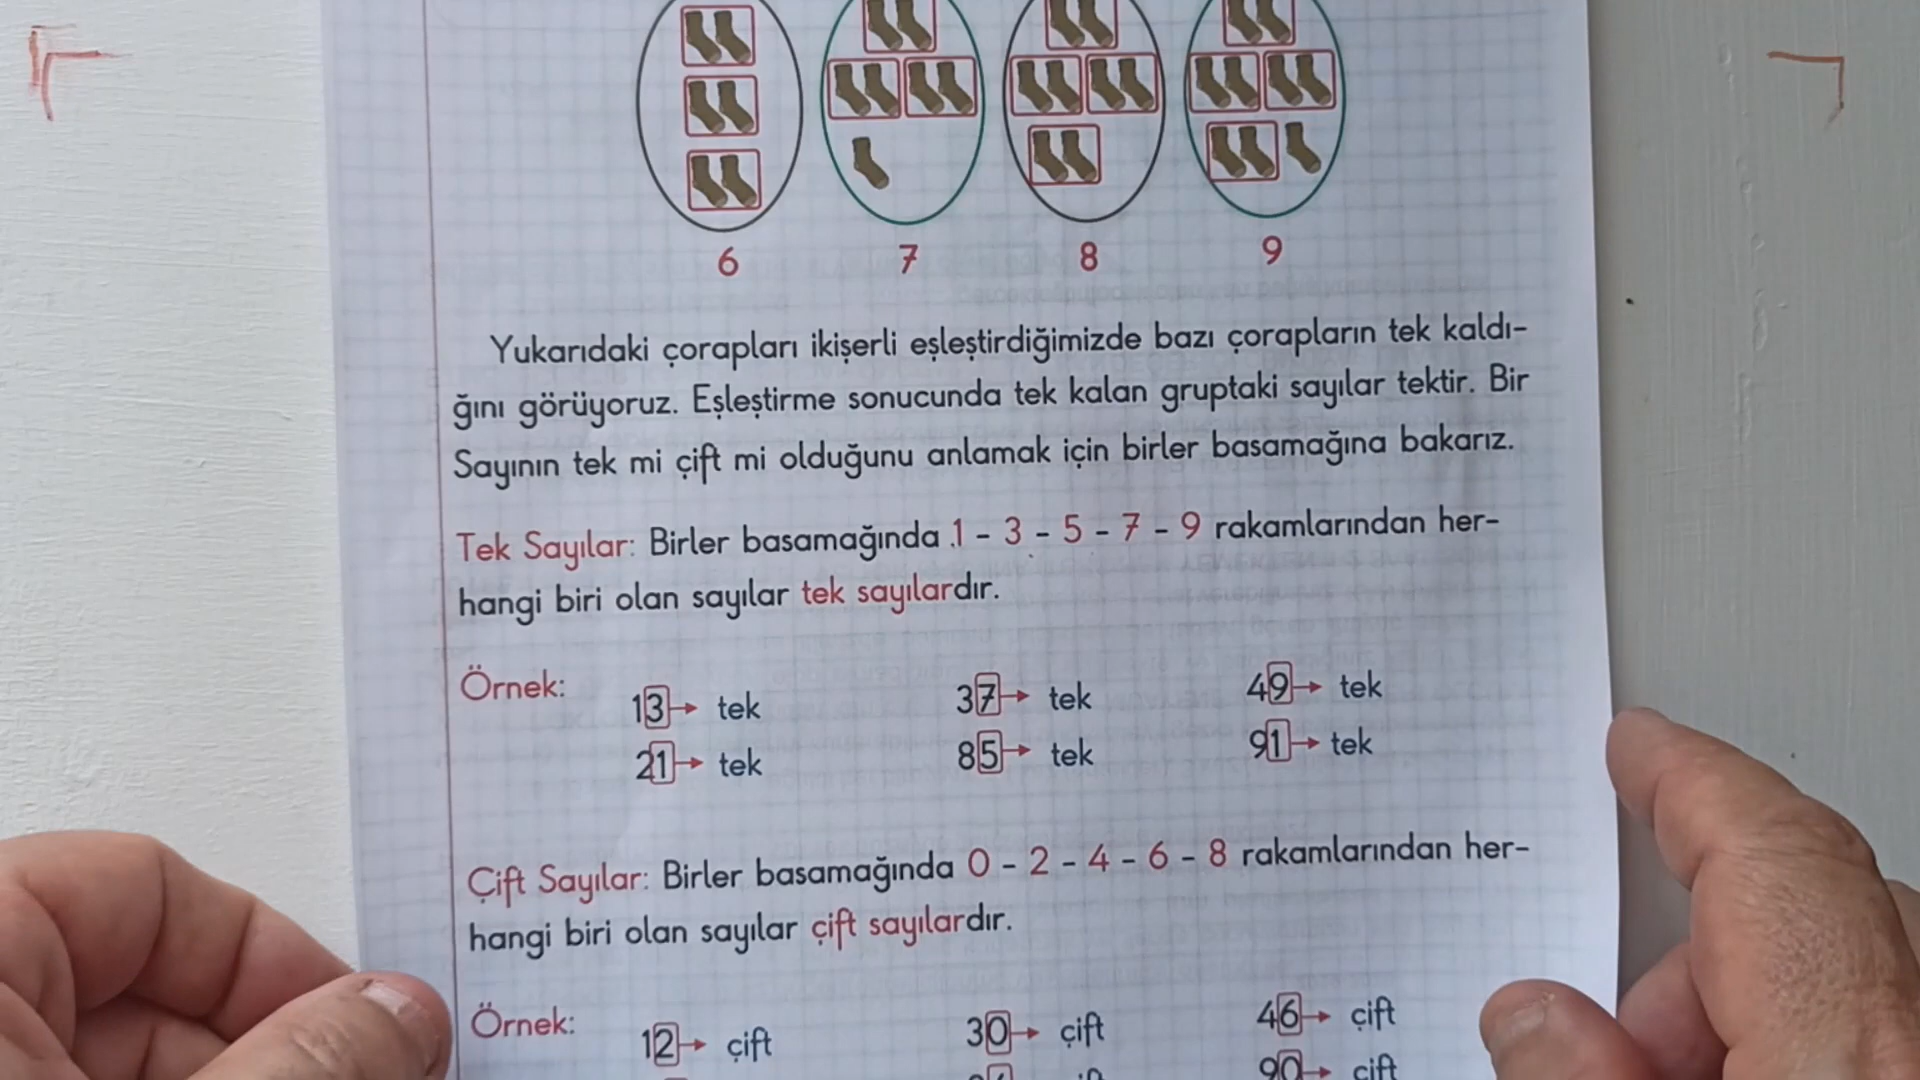 6 7 8 9
Yukarıdaki çorapları ikişerli eşleştirdiğimizde bazı çorapların tek kaldı-
ğını görüyoruz. Eşleştirme sonucunda tek kalan gruptaki sayılar tektir. Bir
Sayının tek mi çift mi olduğunu anlamak için birler basamağına bakarız.
Tek Sayılar: Birler basamağında 1 - 3 - 5 - 7 - 9 rakamlarından her-
hangi biri olan sayılar tek sayılardır.
Örnek: 13→ tek 37→ tek 49→ tek
21→ tek 85→ tek 91→ tek
Çift Sayılar: Birler basamağında 0 - 2 - 4 - 6 - 8 rakamlarından her-
hangi biri olan sayılar çift sayılardır.
Örnek: 12→ çift 30→ çift 46→ çift
90→ çift